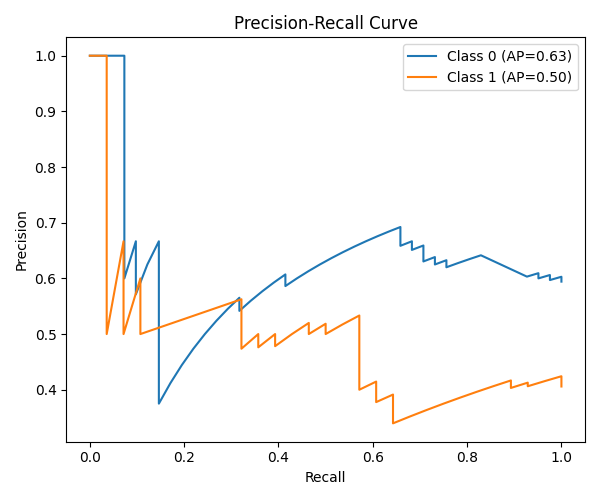 Precision-Recall Curve
Class 0 (AP=0.63)
Class 1 (AP=0.50)
Precision
1.0
0.9
0.8
0.7
0.6
0.5
0.4
0.0 0.2 0.4 0.6 0.8 1.0
Recall